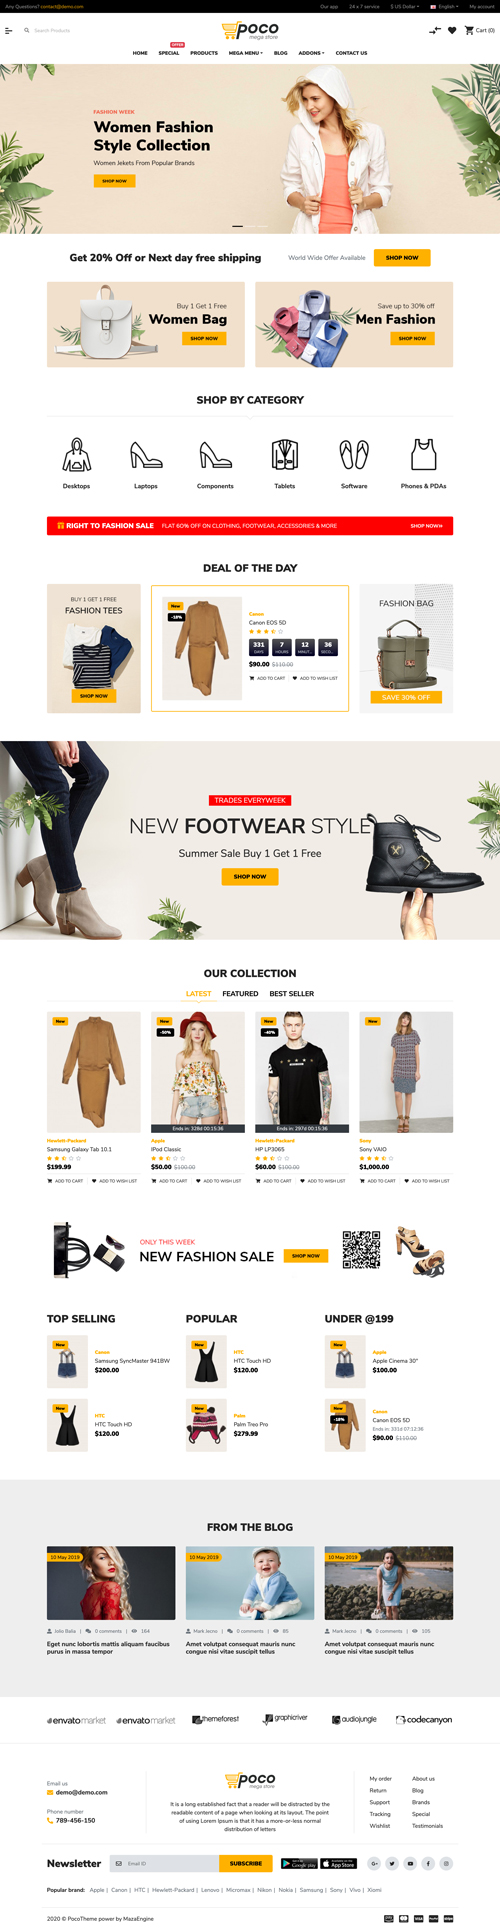 Any Questions? contact@demo.com
Our app
24 x 7 service
$ US Dollar
English
My account
Search Products
POCO
mega store
Cart (0)
OFFER
HOME
SPECIAL
PRODUCTS
MEGA MENU
BLOG
ADDONS
CONTACT US
FASHION WEEK
Women Fashion
Style Collection
Women Jekets From Popular Brands
SHOP NOW
Get 20% Off or Next day free shipping
World Wide Offer Available
SHOP NOW
Buy 1 Get 1 Free
Women Bag
SHOP NOW
Save up to 30% off
Men Fashion
SHOP NOW
SHOP BY CATEGORY
Desktops
Laptops
Components
Tablets
Software
Phones & PDAs
RIGHT TO FASHION SALE
FLAT 60% OFF ON CLOTHING, FOOTWEAR, ACCESSORIES & MORE
SHOP NOW»
DEAL OF THE DAY
BUY 1 GET 1 FREE
FASHION TEES
SHOP NOW
New
-18%
Canon
Canon EOS 5D
331 7 12 36
DAYS HOURS MINUT... SECO...
$90.00 $110.00
ADD TO CART
ADD TO WISH LIST
FASHION BAG
SAVE 30% OFF
TRADES EVERYWEEK
NEW FOOTWEAR STYLE
Summer Sale Buy 1 Get 1 Free
SHOP NOW
OUR COLLECTION
LATEST FEATURED BEST SELLER
New
Hewlett-Packard
Samsung Galaxy Tab 10.1
$199.99
ADD TO CART
ADD TO WISH LIST
New
-50%
Ends in: 328d 00:15:36
Apple
iPod Classic
$50.00 $100.00
ADD TO CART
ADD TO WISH LIST
New
-40%
Ends in: 297d 00:15:36
Hewlett-Packard
HP LP3065
$60.00 $100.00
ADD TO CART
ADD TO WISH LIST
New
Sony
Sony VAIO
$1,000.00
ADD TO CART
ADD TO WISH LIST
ONLY THIS WEEK
NEW FASHION SALE
SHOP NOW
TOP SELLING
New
Canon
Samsung SyncMaster 941BW
$200.00
New
HTC
HTC Touch HD
$120.00
POPULAR
New
HTC
HTC Touch HD
$120.00
New
Palm
Palm Treo Pro
$279.99
UNDER @199
New
Apple
Apple Cinema 30"
$100.00
New
-18%
Canon
Canon EOS 5D
Ends in: 331d 07:12:36
$90.00 $110.00
FROM THE BLOG
10 May 2019
John Balia | 0 comments | 164
Eget nunc lobortis mattis aliquam faucibus
purus in massa tempor
10 May 2019
Mark Jecno | 0 comments | 85
Amet volutpat consequat mauris nunc
congue nisi vitae suscipit tellus
10 May 2019
Mark Jecno | 0 comments | 105
Amet volutpat consequat mauris nunc
congue nisi vitae suscipit tellus
envatomarket
envatomarket
themeforest
graphicriver
audiojungle
codecanyon
Email us
demo@demo.com
Phone number
789-456-150
POCO
mega store
It is a long established fact that a reader will be distracted by the
readable content of a page when looking at its layout. The point
of using Lorem Ipsum is that it has a more-or-less normal
distribution of letters
My order
Return
Support
Tracking
Wishlist
About us
Blog
Brands
Special
Testimonials
Newsletter
Email ID
SUBSCRIBE
Google play
App Store
Popular brand: Apple | Canon | HTC | Hewlett-Packard | Lenovo | Micromax | Nikon | Nokia | Samsung | Sony | Vivo | Xiomi
2020 © PocoTheme power by MazaEngine